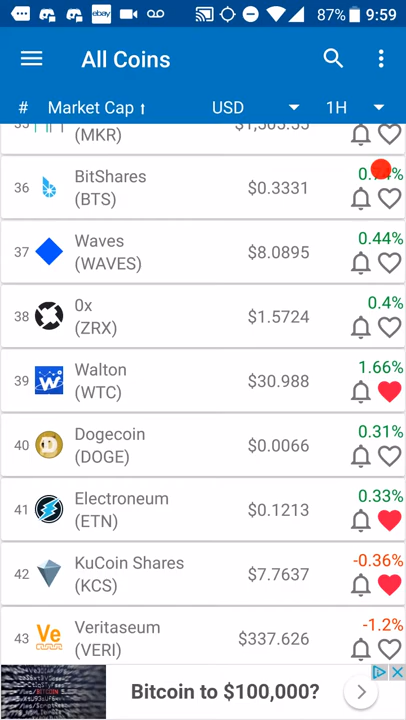 87% 9:59
All Coins
# Market Cap ↑ USD 1H
(MKR)
36 BitShares (BTS) $0.3331
37 Waves (WAVES) $8.0895 0.44%
38 0x (ZRX) $1.5724 0.4%
39 Walton (WTC) $30.988 1.66%
40 Dogecoin (DOGE) $0.0066 0.31%
41 Electroneum (ETN) $0.1213 0.33%
42 KuCoin Shares (KCS) $7.7637 -0.36%
43 Veritaseum (VERI) $337.626 -1.2%
Bitcoin to $100,000?